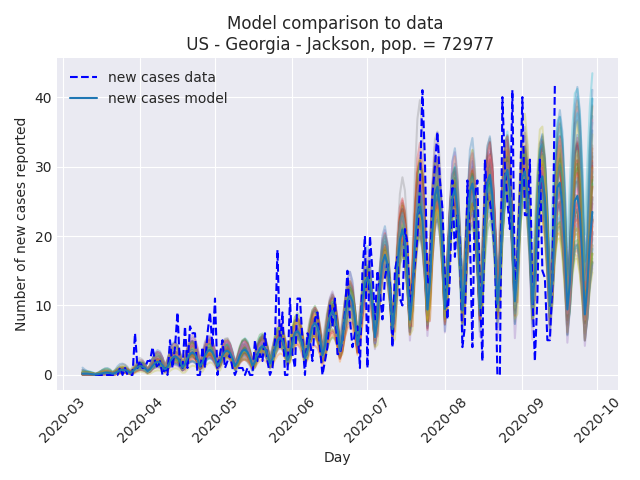 Model comparison to data
US - Georgia - Jackson, pop. = 72977
new cases data
new cases model
Number of new cases reported
40
30
20
10
0
2020-03
2020-04
2020-05
2020-06
2020-07
2020-08
2020-09
2020-10
Day